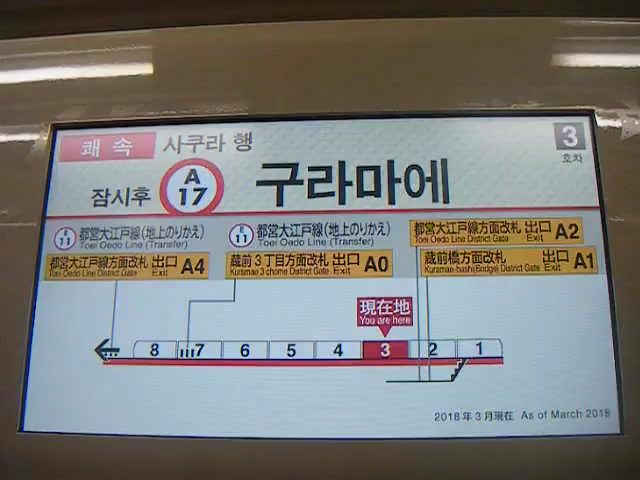 쾌 속 사쿠라 행
3
호차
잠시후 A 17 구라마에
E 11 都営大江戸線(地上のりかえ)
Toei Oedo Line (Transfer)
都営大江戸線方面改札 出口 A4
Toei Oedo Line District Gate Exit
E 11 都営大江戸線(地上のりかえ)
Toei Oedo Line (Transfer)
蔵前3丁目方面改札 出口 A0
Kuramae 3 chome District Gate Exit
都営大江戸線方面改札 出口 A2
Toei Oedo Line District Gate Exit
蔵前橋方面改札 出口 A1
Kuramae-bashi(Bridge) District Gate Exit
現在地
You are here
8 7 6 5 4 3 2 1
2018年3月現在 As of March 2018